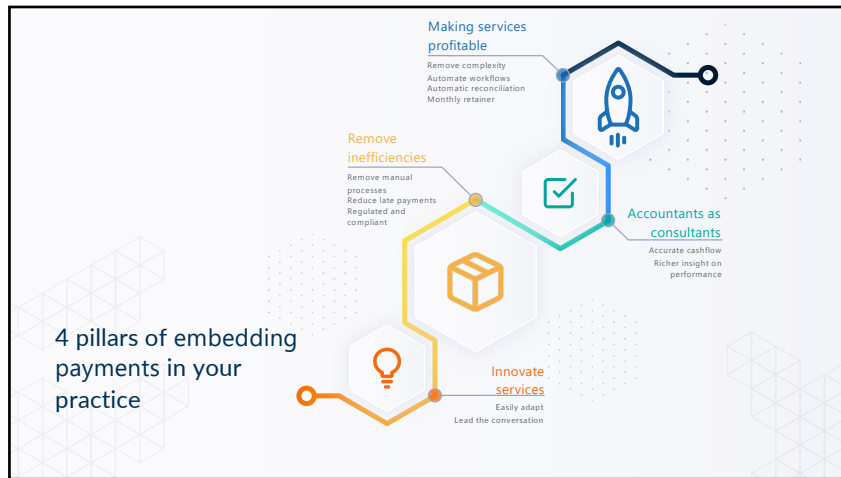 Making services
profitable
Remove complexity
Automate workflows
Automatic reconciliation
Monthly retainer
Remove
inefficiencies
Remove manual
processes
Reduce late payments
Regulated and
compliant
Accountants as
consultants
Accurate cashflow
Richer insight on
performance
4 pillars of embedding
payments in your
practice
Innovate
services
Easily adapt
Lead the conversation